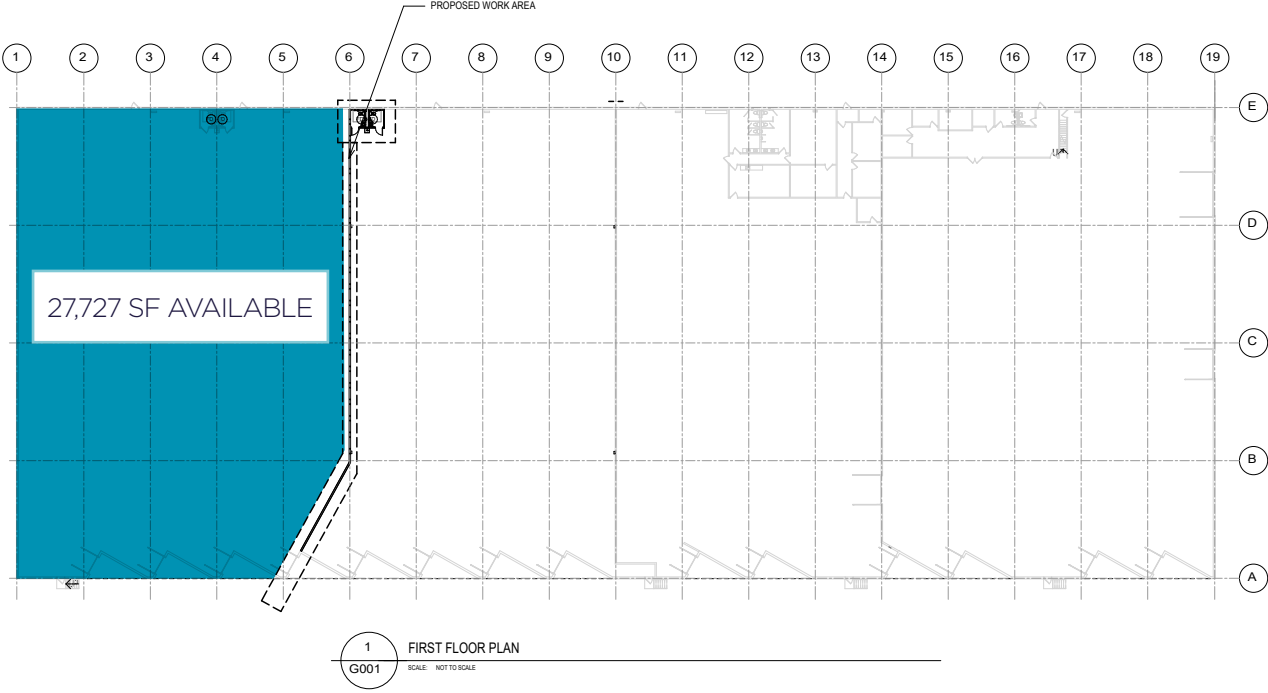 PROPOSED WORK AREA
1 2 3 4 5 6 7 8 9 10 11 12 13 14 15 16 17 18 19
E
D
27,727 SF AVAILABLE
C
B
A
1 FIRST FLOOR PLAN
G001 SCALE: NOT TO SCALE